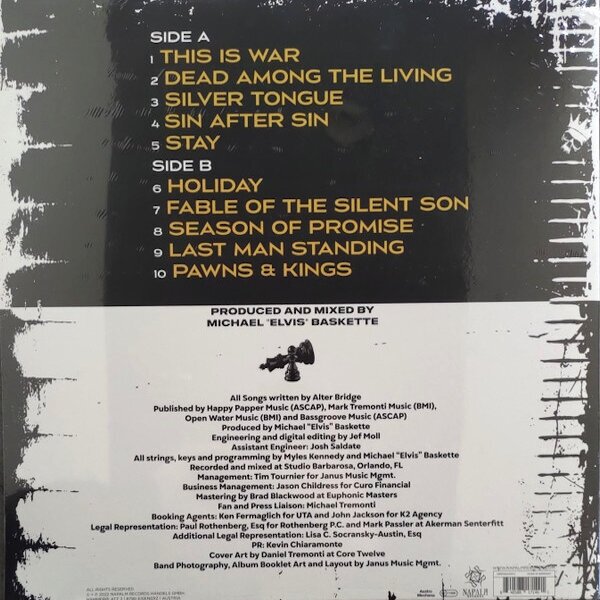 SIDE A
1 THIS IS WAR
2 DEAD AMONG THE LIVING
3 SILVER TONGUE
4 SIN AFTER SIN
5 STAY
SIDE B
6 HOLIDAY
7 FABLE OF THE SILENT SON
8 SEASON OF PROMISE
9 LAST MAN STANDING
10 PAWNS & KINGS
PRODUCED AND MIXED BY
MICHAEL "ELVIS" BASKETTE
All Songs written by Alter Bridge
Published by Happy Papper Music (ASCAP), Mark Tremonti Music (BMI),
Open Water Music (BMI) and Bassgroove Music (ASCAP)
Produced by Michael "Elvis" Baskette
Engineering and digital editing by Jef Moll
Assistant Engineer: Josh Saldate
All strings, keys and programming by Myles Kennedy and Michael "Elvis" Baskette
Recorded and mixed at Studio Barbarosa, Orlando, FL
Management: Tim Tournier for Janus Music Mgmt.
Business Management: Jason Childress for Curo Financial
Mastering by Brad Blackwood at Euphonic Masters
Fan and Press Liaison: Michael Tremonti
Booking Agents: Ken Fermaglich for UTA and John Jackson for K2 Agency
Legal Representation: Paul Rothenberg, Esq for Rothenberg P.C. and Mark Passler at Akerman Senterfitt
Additional Legal Representation: Lisa C. Socransky-Austin, Esq
PR: Kevin Chiaramonte
Cover Art by Daniel Tremonti at Core Twelve
Band Photography, Album Booklet Art and Layout by Janus Music Mgmt.
ALL RIGHTS RESERVED
© + ℗ 2022 NAPALM RECORDS HANDELS GMBH
NAPALM